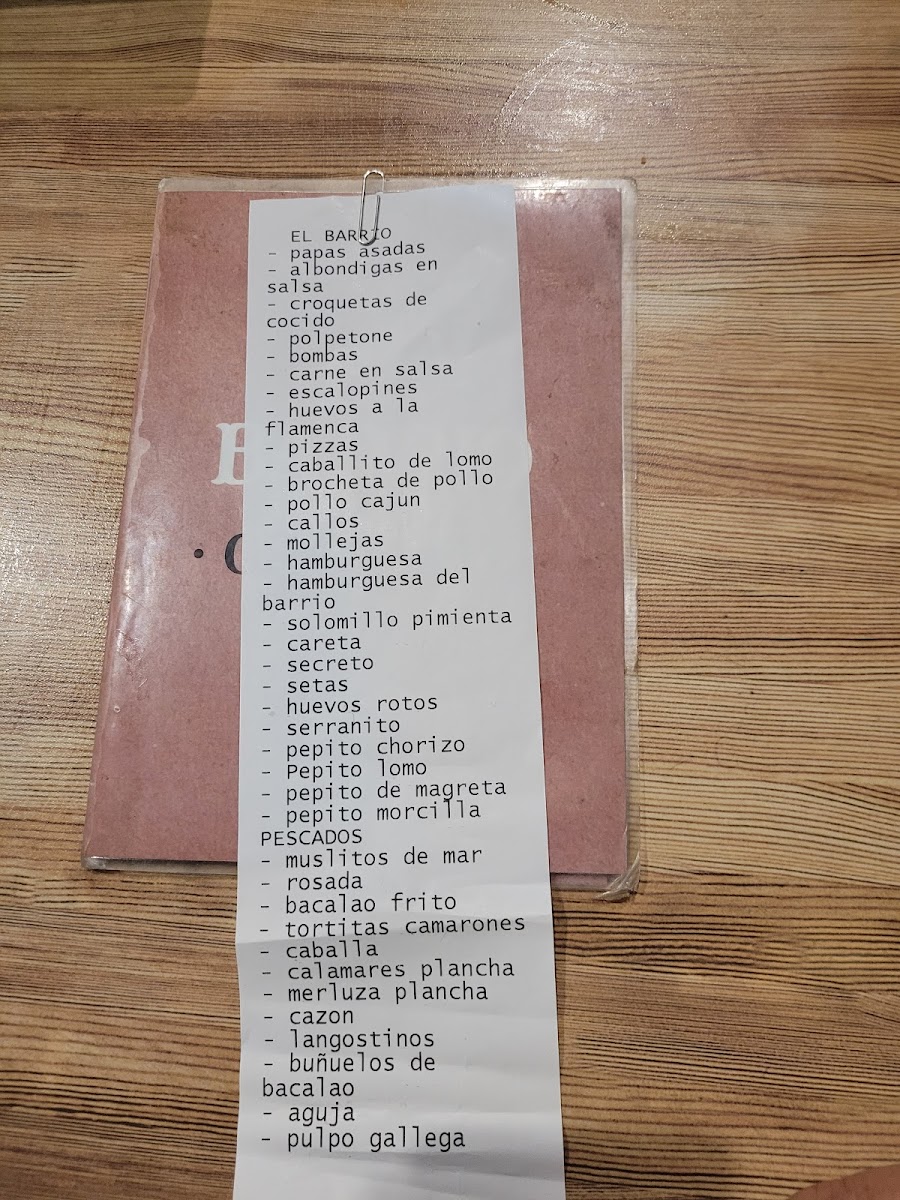 EL BARRIO
- papas asadas
- albondigas en
salsa
- croquetas de
cocido
- polpetone
- bombas
- carne en salsa
- escalopines
- huevos a la
flamenca
- pizzas
- caballito de lomo
- brocheta de pollo
- pollo cajun
- callos
- mollejas
- hamburguesa
- hamburguesa del
barrio
- solomillo pimienta
- careta
- secreto
- setas
- huevos rotos
- serranito
- pepito chorizo
- Pepito lomo
- pepito de magreta
- pepito morcilla
PESCADOS
- muslitos de mar
- rosada
- bacalao frito
- tortitas camarones
- caballa
- calamares plancha
- merluza plancha
- cazon
- langostinos
- buñuelos de
bacalao
- aguja
- pulpo gallega